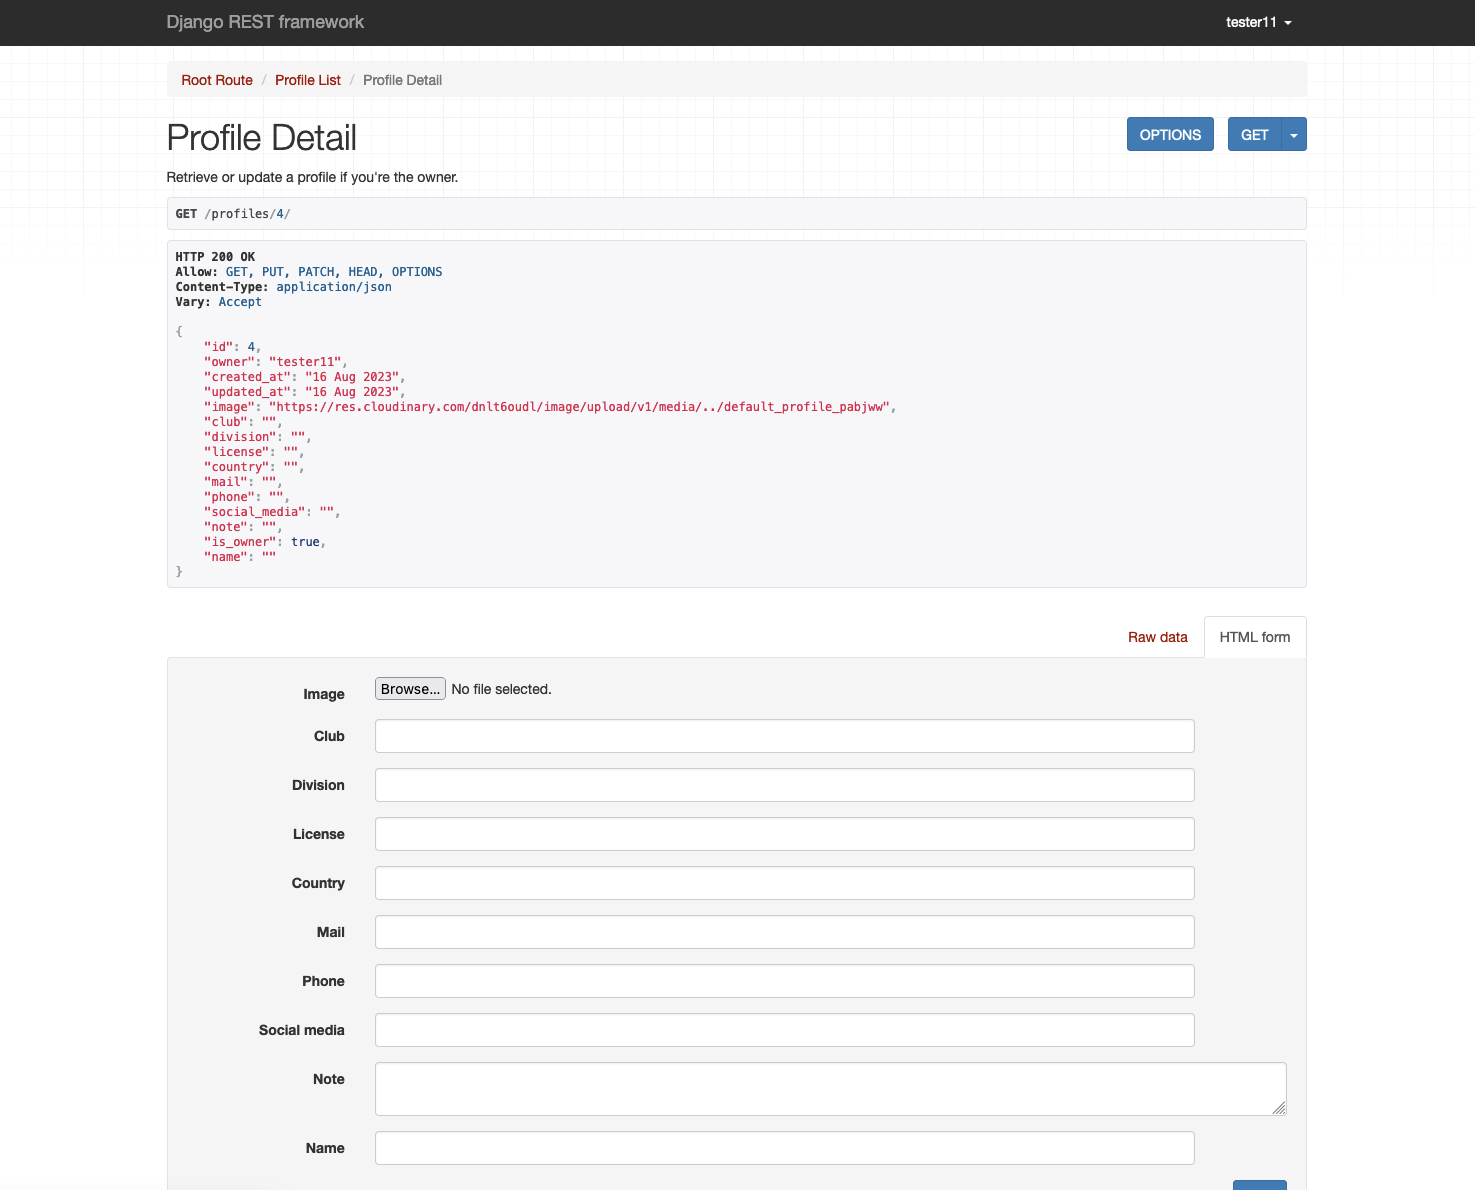 Django REST framework
tester11
Root Route / Profile List / Profile Detail
Profile Detail
OPTIONS
GET
Retrieve or update a profile if you're the owner.
GET /profiles/4/
HTTP 200 OK
Allow: GET, PUT, PATCH, HEAD, OPTIONS
Content-Type: application/json
Vary: Accept
{
"id": 4,
"owner": "tester11",
"created_at": "16 Aug 2023",
"updated_at": "16 Aug 2023",
"image": "https://res.cloudinary.com/dnlt6oudl/image/upload/v1/media/../default_profile_pabjww",
"club": "",
"division": "",
"license": "",
"country": "",
"mail": "",
"phone": "",
"social_media": "",
"note": "",
"is_owner": true,
"name": ""
}
Raw data
HTML form
Image
Browse... No file selected.
Club
Division
License
Country
Mail
Phone
Social media
Note
Name